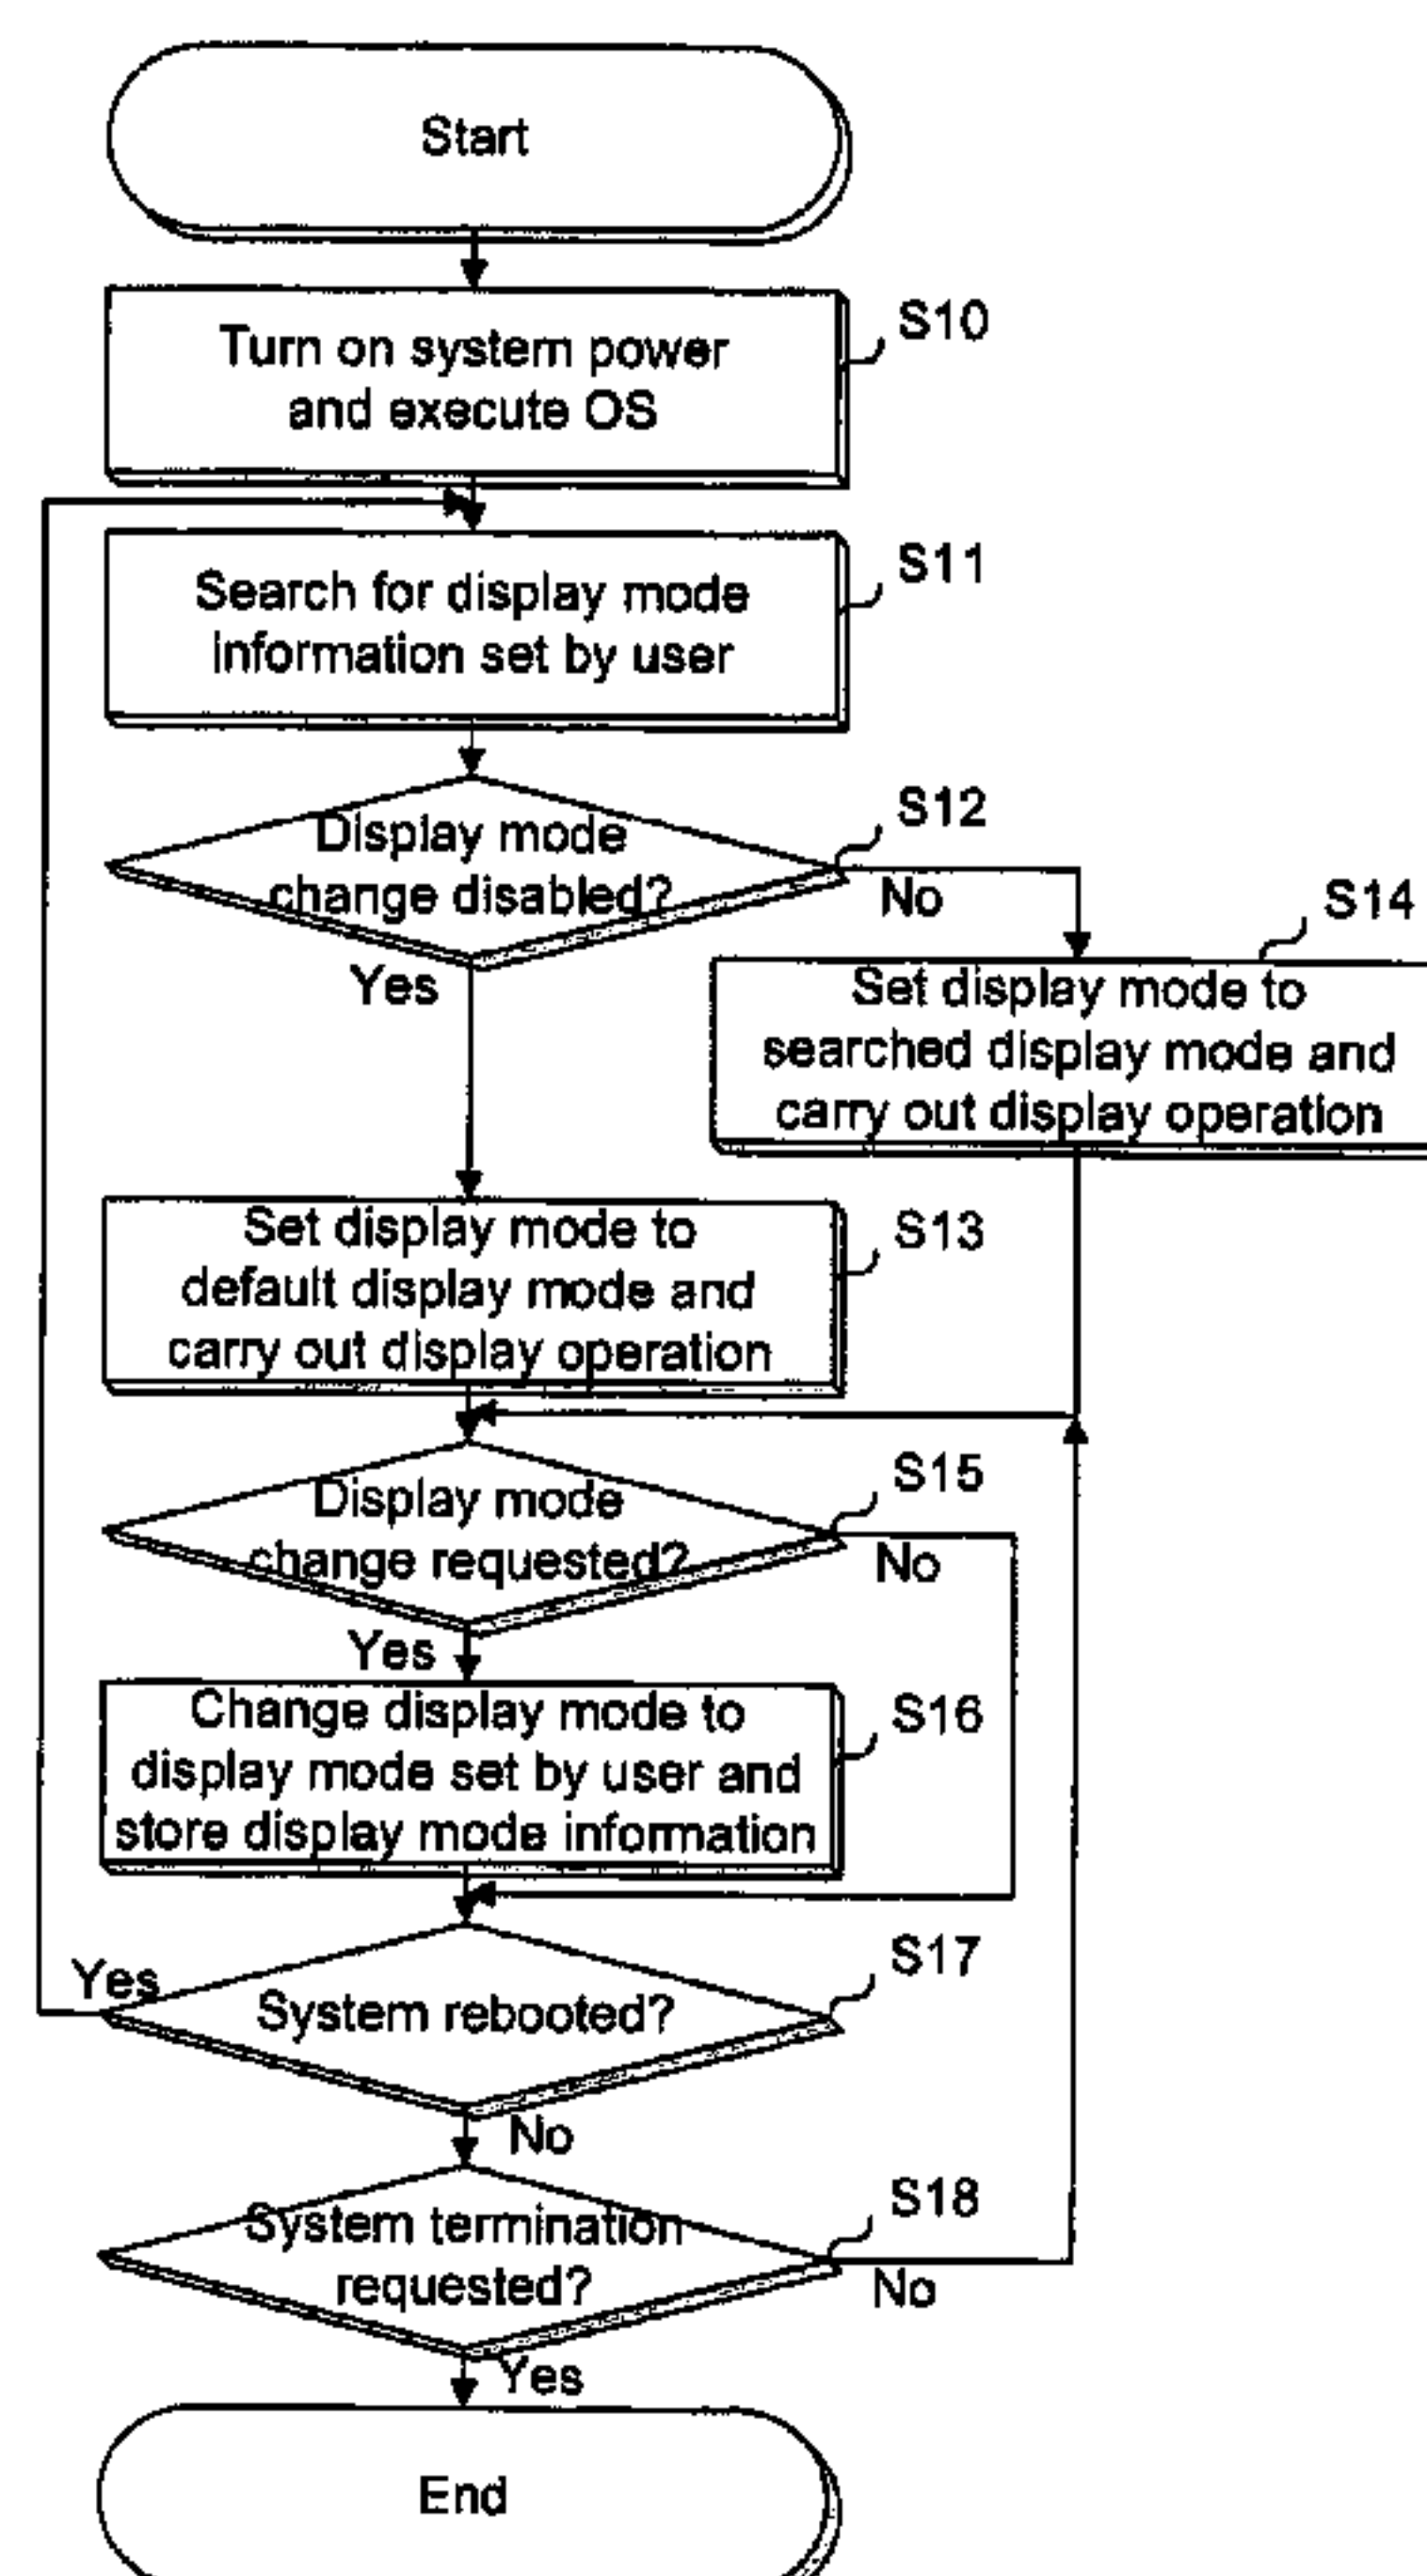 Start
Turn on system power
and execute OS
S10
Search for display mode
information set by user
S11
Display mode
change disabled?
S12
No
Yes
S14
Set display mode to
searched display mode and
carry out display operation
Set display mode to
default display mode and
carry out display operation
S13
Display mode
change requested?
S15
No
Yes
Change display mode to
display mode set by user and
store display mode information
S16
System rebooted?
S17
Yes
No
System termination
requested?
S18
No
Yes
End